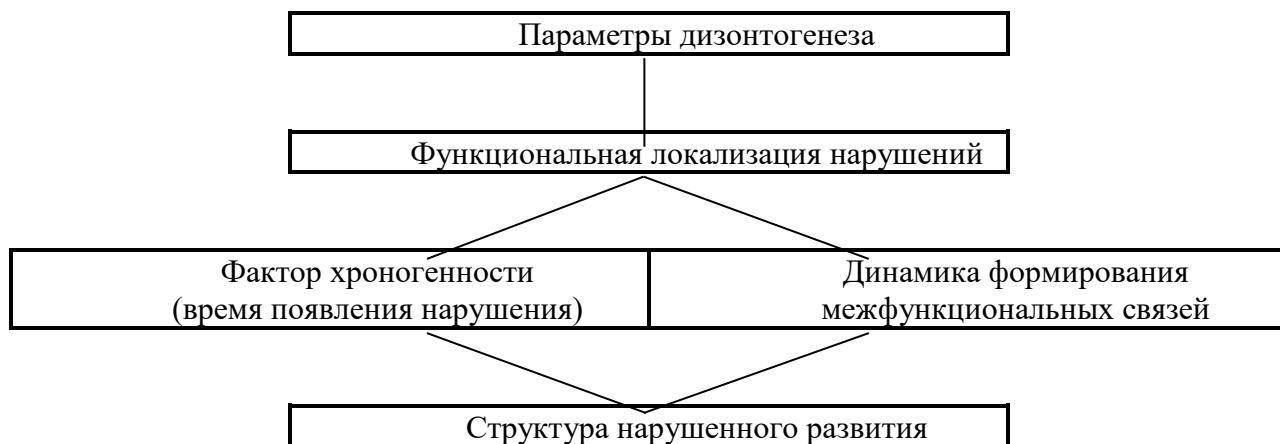 Параметры дизонтогенеза
Функциональная локализация нарушений
Фактор хроногенности
(время появления нарушения)
Динамика формирования
межфункциональных связей
Структура нарушенного развития